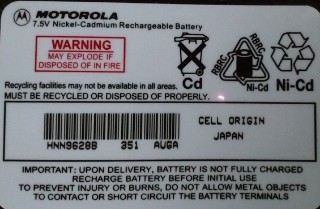 MOTOROLA
7.5V Nickel-Cadmium Rechargeable Battery
WARNING
MAY EXPLODE IF
DISPOSED OF IN FIRE
Cd
RBRC
RBRC
Ni-Cd
Ni-Cd
Recycling facilities may not be available in all areas.
MUST BE RECYCLED OR DISPOSED OF PROPERLY.
HNN9628B 351 AUGA
CELL ORIGIN
JAPAN
IMPORTANT: UPON DELIVERY, BATTERY IS NOT FULLY CHARGED
RECHARGE BATTERY BEFORE INITIAL USE
TO PREVENT INJURY OR BURNS, DO NOT ALLOW METAL OBJECTS
TO CONTACT OR SHORT CIRCUIT THE BATTERY TERMINALS